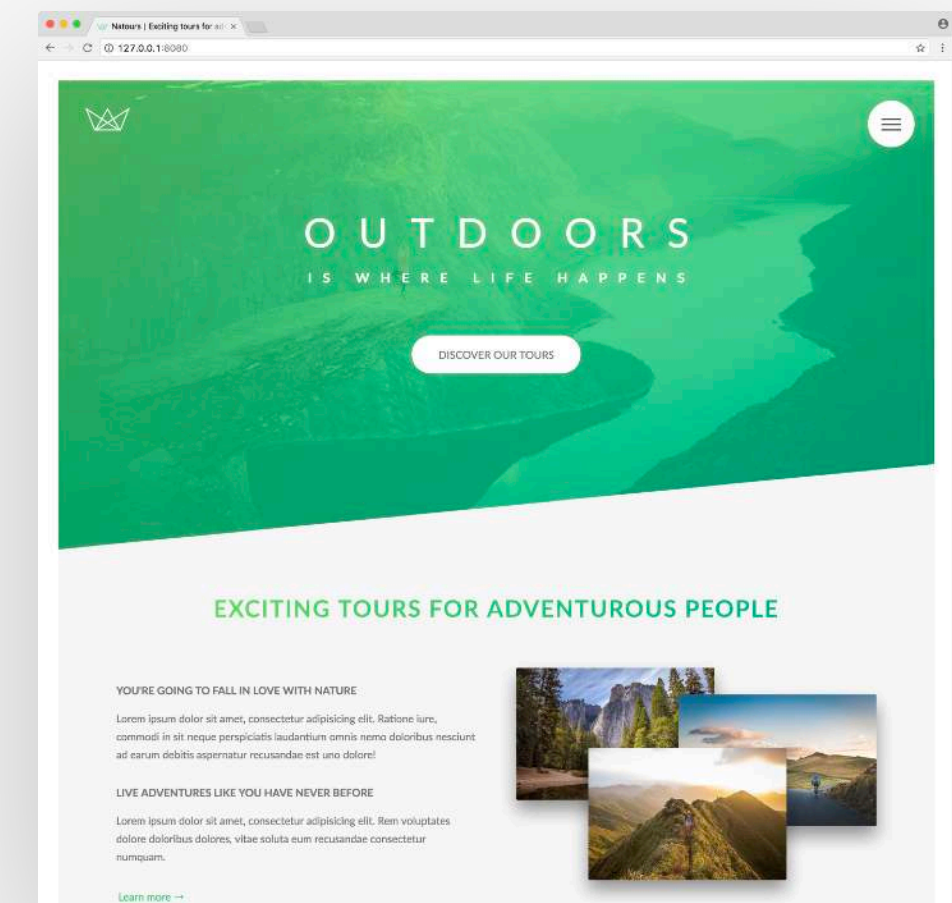 Natours | Exciting tours for ad
127.0.0.1:8080
OUTDOORS
IS WHERE LIFE HAPPENS
DISCOVER OUR TOURS
EXCITING TOURS FOR ADVENTUROUS PEOPLE
YOU'RE GOING TO FALL IN LOVE WITH NATURE
Lorem ipsum dolor sit amet, consectetur adipisicing elit. Ratione iure,
commodi in sit neque perspiciatis laudantium omnis nemo doloribus nesciunt
ad earum debitis aspernatur recusandae est uno dolore!
LIVE ADVENTURES LIKE YOU HAVE NEVER BEFORE
Lorem ipsum dolor sit amet, consectetur adipisicing elit. Rem voluptates
dolore doloribus dolores, vitae soluta eum recusandae consectetur
numquam.
Learn more →